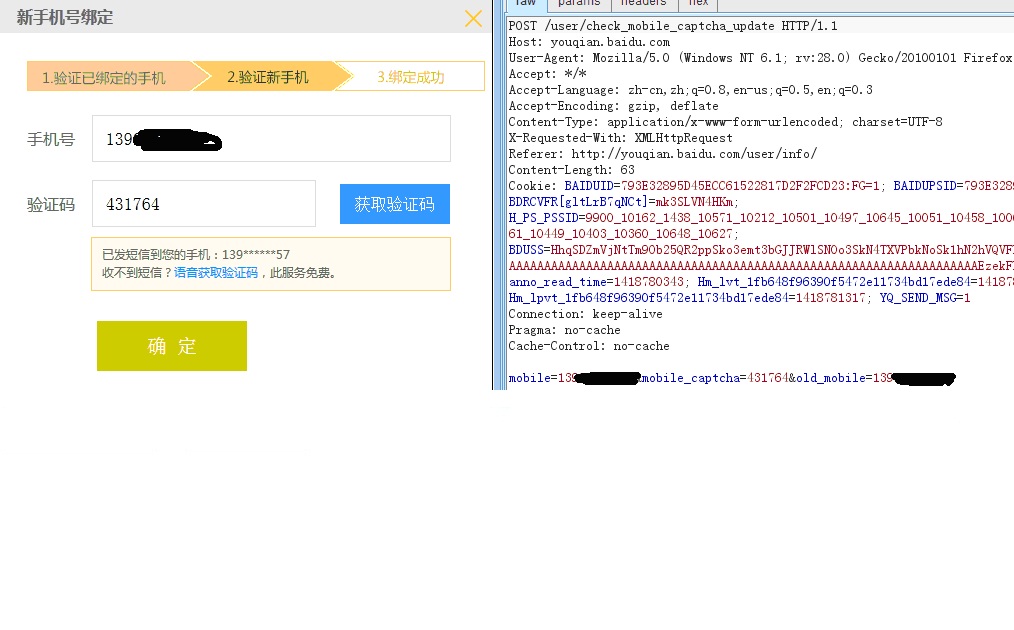 新手机号绑定
1.验证已绑定的手机
2.验证新手机
3.绑定成功
手机号
139
验证码
431764
获取验证码
已发短信到您的手机：139******57
收不到短信？语音获取验证码，此服务免费。
确 定
raw
params
headers
hex
POST /user/check_mobile_captcha_update HTTP/1.1
Host: youqian.baidu.com
User-Agent: Mozilla/5.0 (Windows NT 6.1; rv:28.0) Gecko/20100101 Firefox
Accept: */*
Accept-Language: zh-cn,zh;q=0.8,en-us;q=0.5,en;q=0.3
Accept-Encoding: gzip, deflate
Content-Type: application/x-www-form-urlencoded; charset=UTF-8
X-Requested-With: XMLHttpRequest
Referer: http://youqian.baidu.com/user/info/
Content-Length: 63
Cookie: BAIDUID=793E32895D45ECC61522817D2F2FCD23:FG=1; BAIDUPSID=793E328
BDRCVFR[gltLrB7qNCt]=mk3SLVN4HKm;
H_PS_PSSID=9900_10162_1438_10571_10212_10501_10497_10645_10051_10458_100
61_10449_10403_10360_10648_10627;
anno_read_time=1418780343; Hm_lvt_1fb648f96390f5472e11734bd17ede84=14187
Hm_lpvt_1fb648f96390f5472e11734bd17ede84=1418781317; YQ_SEND_MSG=1
Connection: keep-alive
Pragma: no-cache
Cache-Control: no-cache
mobile=139 mobile_captcha=431764&old_mobile=139